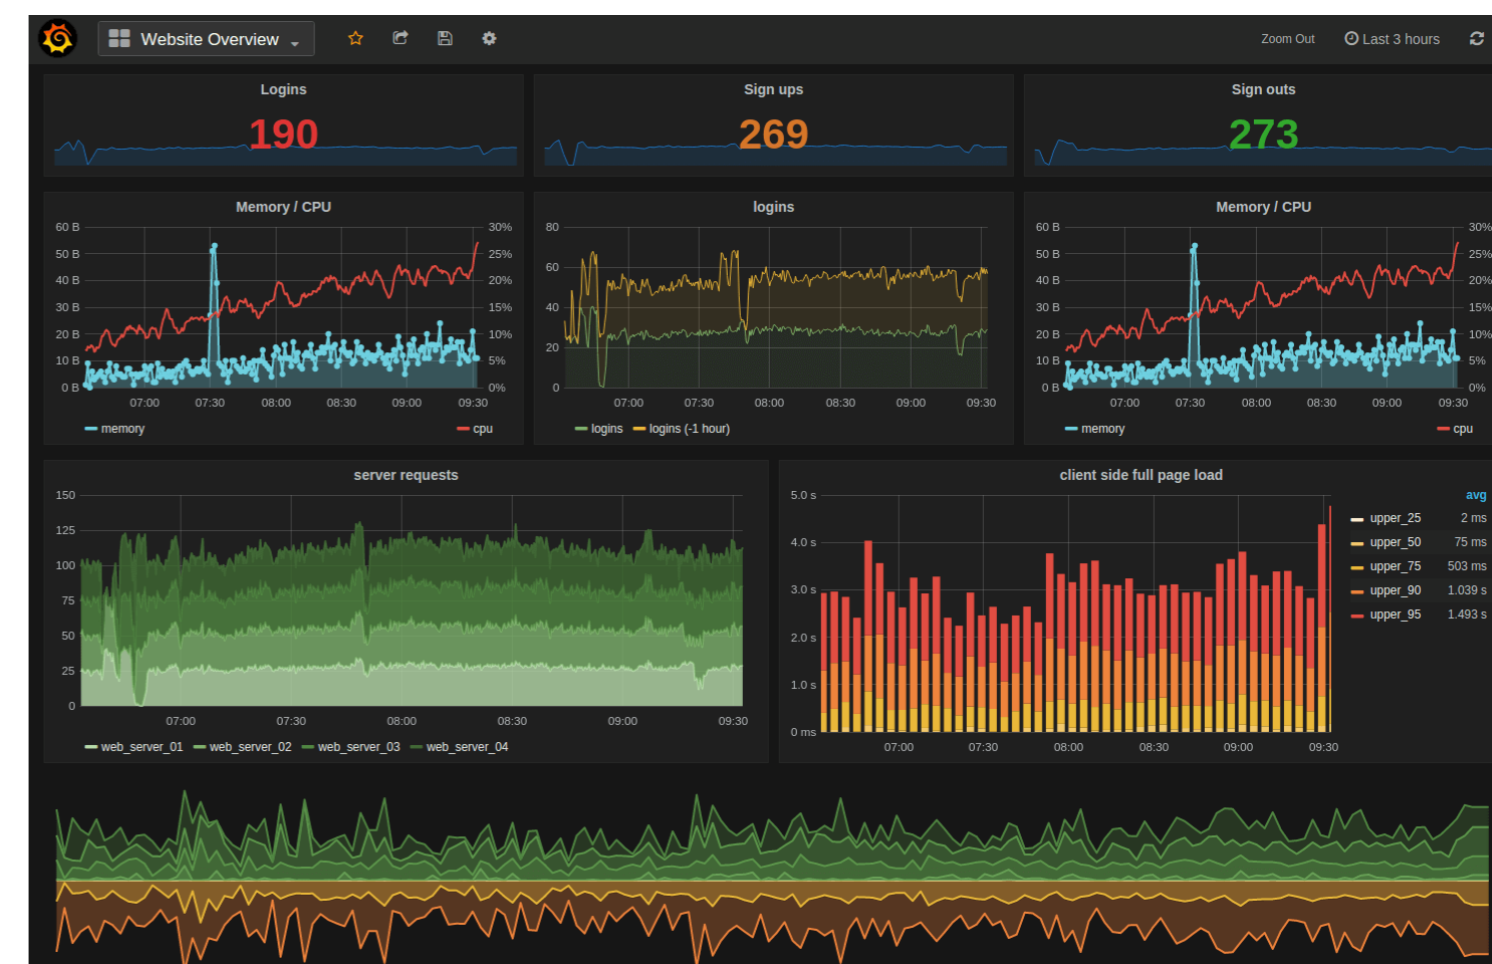 Website Overview
Zoom Out
Last 3 hours
Logins
Sign ups
Sign outs
190
269
273
Memory / CPU
60 B
50 B
40 B
30 B
20 B
10 B
0 B
30%
25%
20%
15%
10%
5%
0%
07:00 07:30 08:00 08:30 09:00 09:30
memory
cpu
logins
80
60
40
20
0
07:00 07:30 08:00 08:30 09:00 09:30
logins logins (-1 hour)
Memory / CPU
60 B
50 B
40 B
30 B
20 B
10 B
0 B
30%
25%
20%
15%
10%
5%
0%
07:00 07:30 08:00 08:30 09:00 09:30
memory
cpu
server requests
150
125
100
75
50
25
0
07:00 07:30 08:00 08:30 09:00 09:30
web_server_01 web_server_02 web_server_03 web_server_04
client side full page load
5.0 s
4.0 s
3.0 s
2.0 s
1.0 s
0 ms
07:00 07:30 08:00 08:30 09:00 09:30
avg
upper_25 2 ms
upper_50 75 ms
upper_75 503 ms
upper_90 1.039 s
upper_95 1.493 s